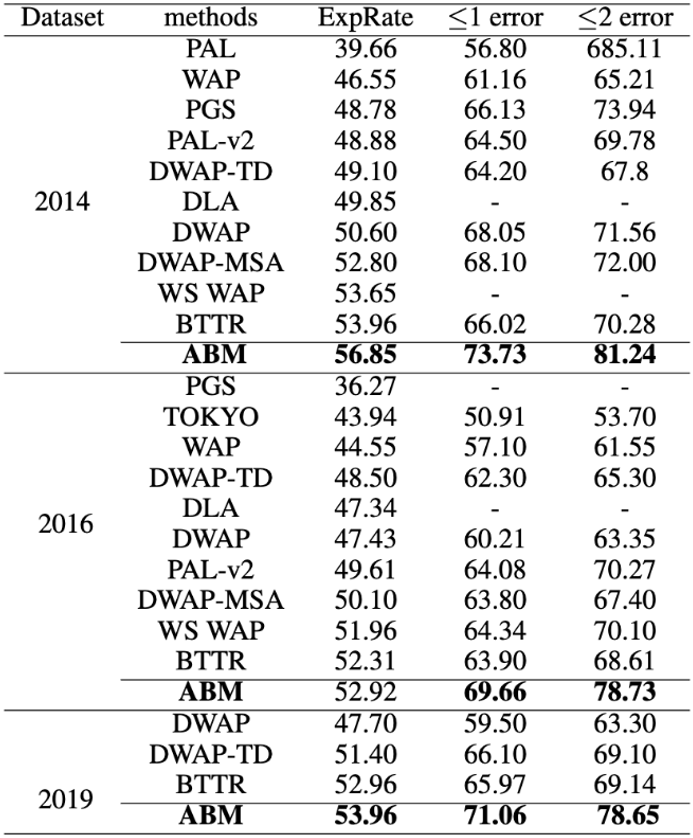 Dataset methods ExpRate ≤1 error ≤2 error
PAL 39.66 56.80 685.11
WAP 46.55 61.16 65.21
PGS 48.78 66.13 73.94
PAL-v2 48.88 64.50 69.78
DWAP-TD 49.10 64.20 67.8
2014 DLA 49.85 - -
DWAP 50.60 68.05 71.56
DWAP-MSA 52.80 68.10 72.00
WS WAP 53.65 - -
BTTR 53.96 66.02 70.28
ABM 56.85 73.73 81.24
PGS 36.27 - -
TOKYO 43.94 50.91 53.70
WAP 44.55 57.10 61.55
DWAP-TD 48.50 62.30 65.30
DLA 47.34 - -
2016 DWAP 47.43 60.21 63.35
PAL-v2 49.61 64.08 70.27
DWAP-MSA 50.10 63.80 67.40
WS WAP 51.96 64.34 70.10
BTTR 52.31 63.90 68.61
ABM 52.92 69.66 78.73
DWAP 47.70 59.50 63.30
DWAP-TD 51.40 66.10 69.10
2019 BTTR 52.96 65.97 69.14
ABM 53.96 71.06 78.65